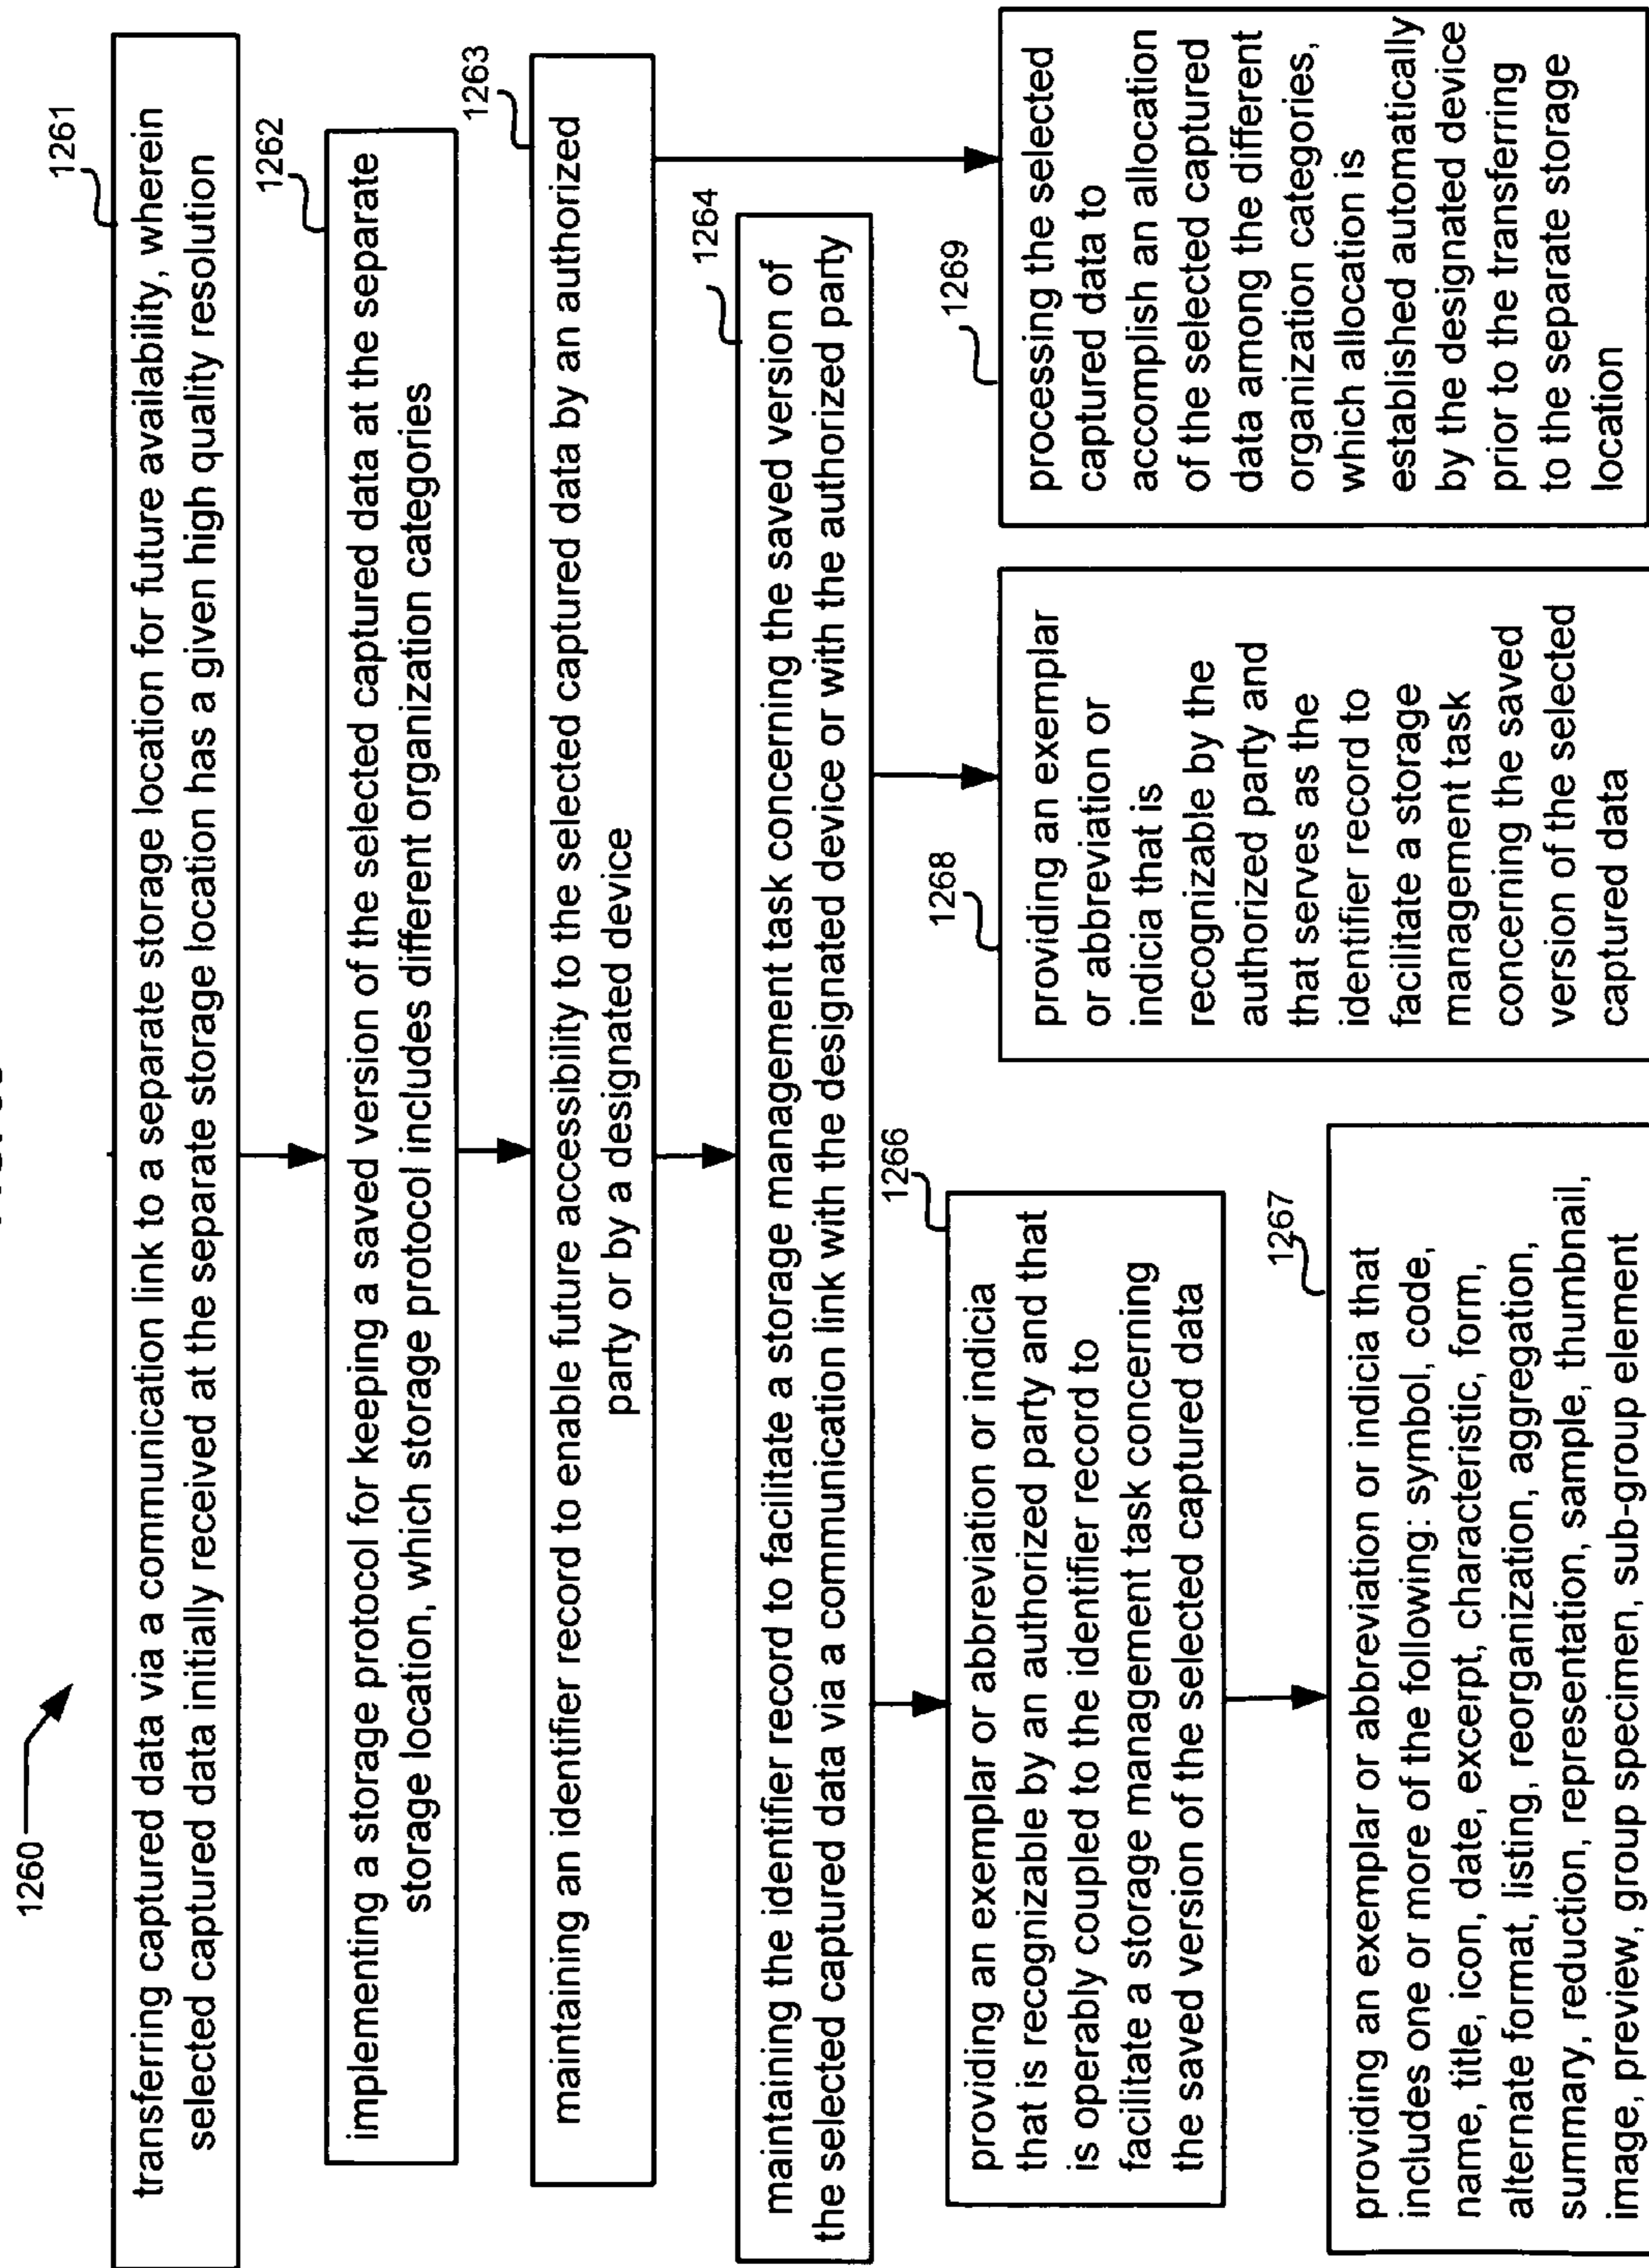 1260
1261
transferring captured data via a communication link to a separate storage location for future availability, wherein
selected captured data initially received at the separate storage location has a given high quality resolution
1262
implementing a storage protocol for keeping a saved version of the selected captured data at the separate
storage location, which storage protocol includes different organization categories
1263
maintaining an identifier record to enable future accessibility to the selected captured data by an authorized
party or by a designated device
1264
maintaining the identifier record to facilitate a storage management task concerning the saved version of
the selected captured data via a communication link with the designated device or with the authorized party
1266
providing an exemplar or abbreviation or indicia
that is recognizable by an authorized party and that
is operably coupled to the identifier record to
facilitate a storage management task concerning
the saved version of the selected captured data
1267
providing an exemplar or abbreviation or indicia that
includes one or more of the following: symbol, code,
name, title, icon, date, excerpt, characteristic, form,
alternate format, listing, reorganization, aggregation,
summary, reduction, representation, sample, thumbnail,
image, preview, group specimen, sub-group element
1268
providing an exemplar
or abbreviation or
indicia that is
recognizable by the
authorized party and
that serves as the
identifier record to
facilitate a storage
management task
concerning the saved
version of the selected
captured data
1269
processing the selected
captured data to
accomplish an allocation
of the selected captured
data among the different
organization categories,
which allocation is
established automatically
by the designated device
prior to the transferring
to the separate storage
location